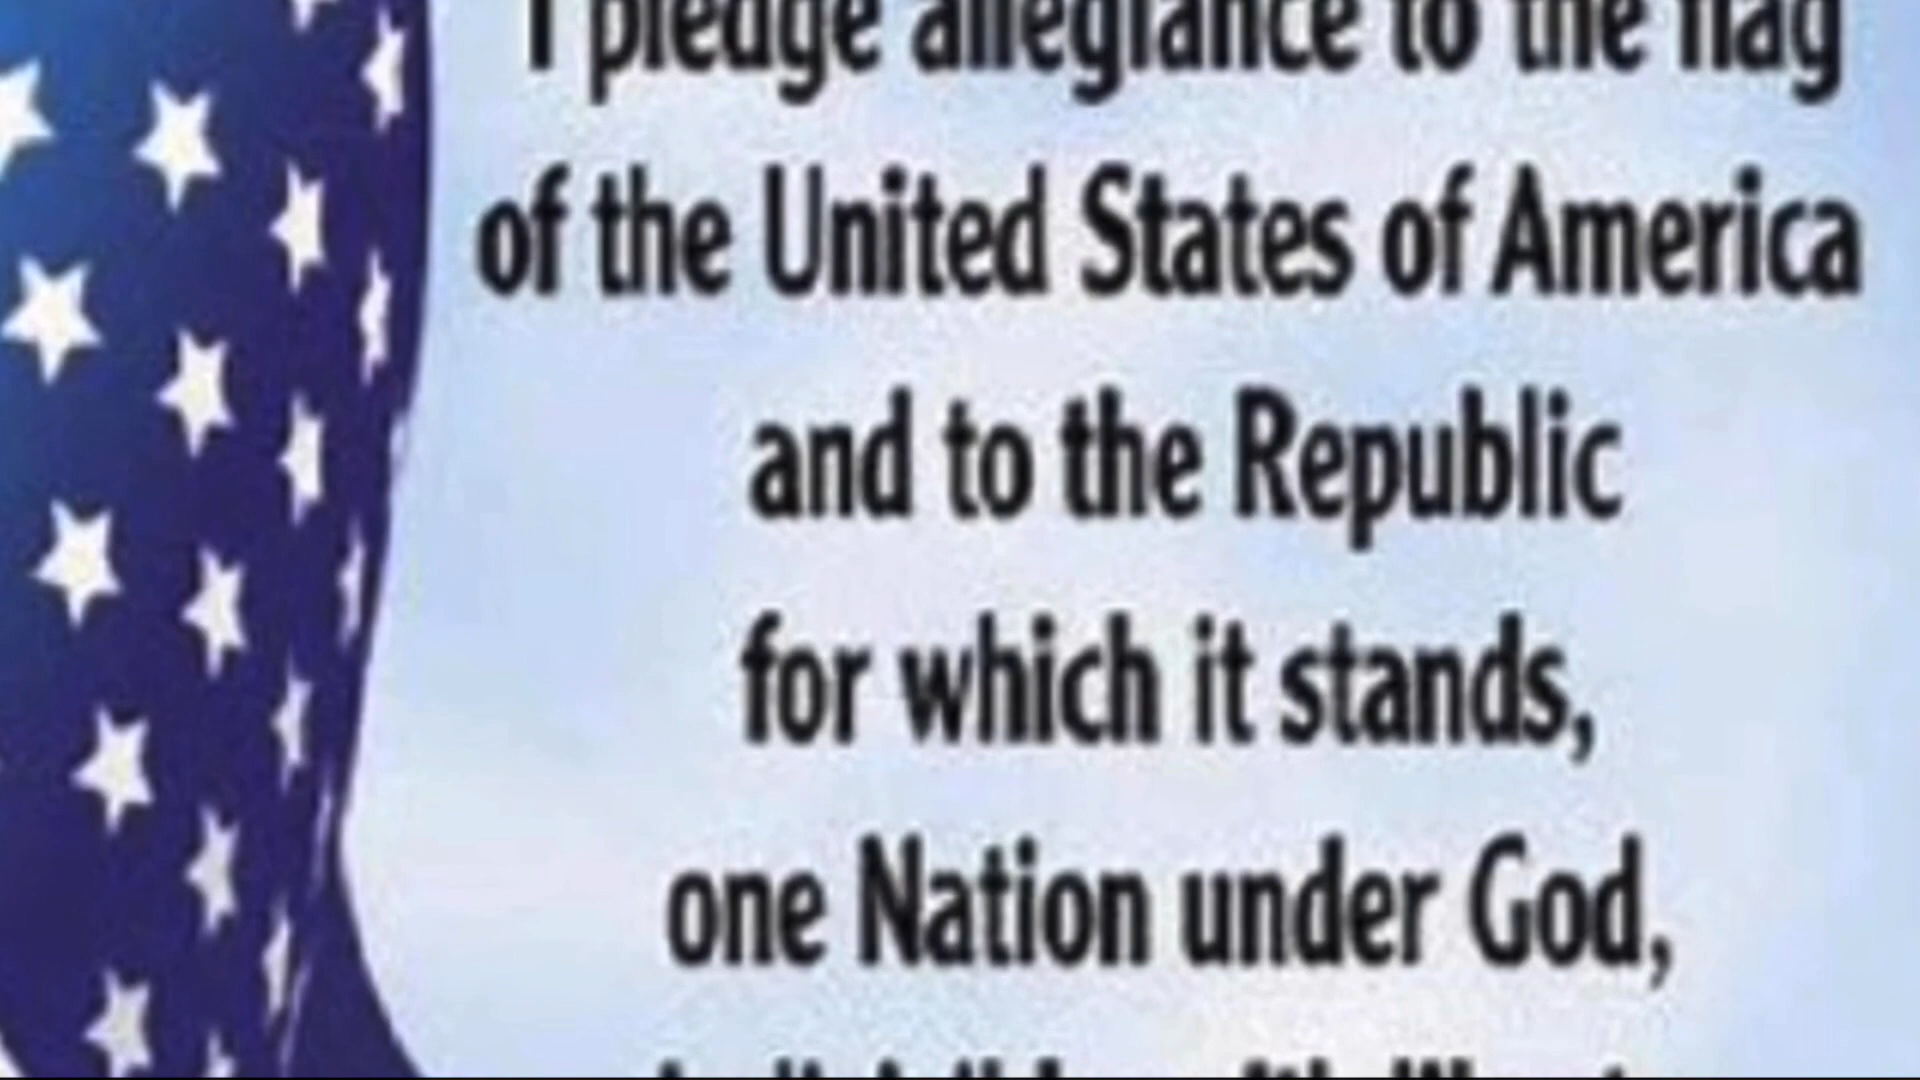 I pledge allegiance to the flag
of the United States of America
and to the Republic
for which it stands,
one Nation under God,